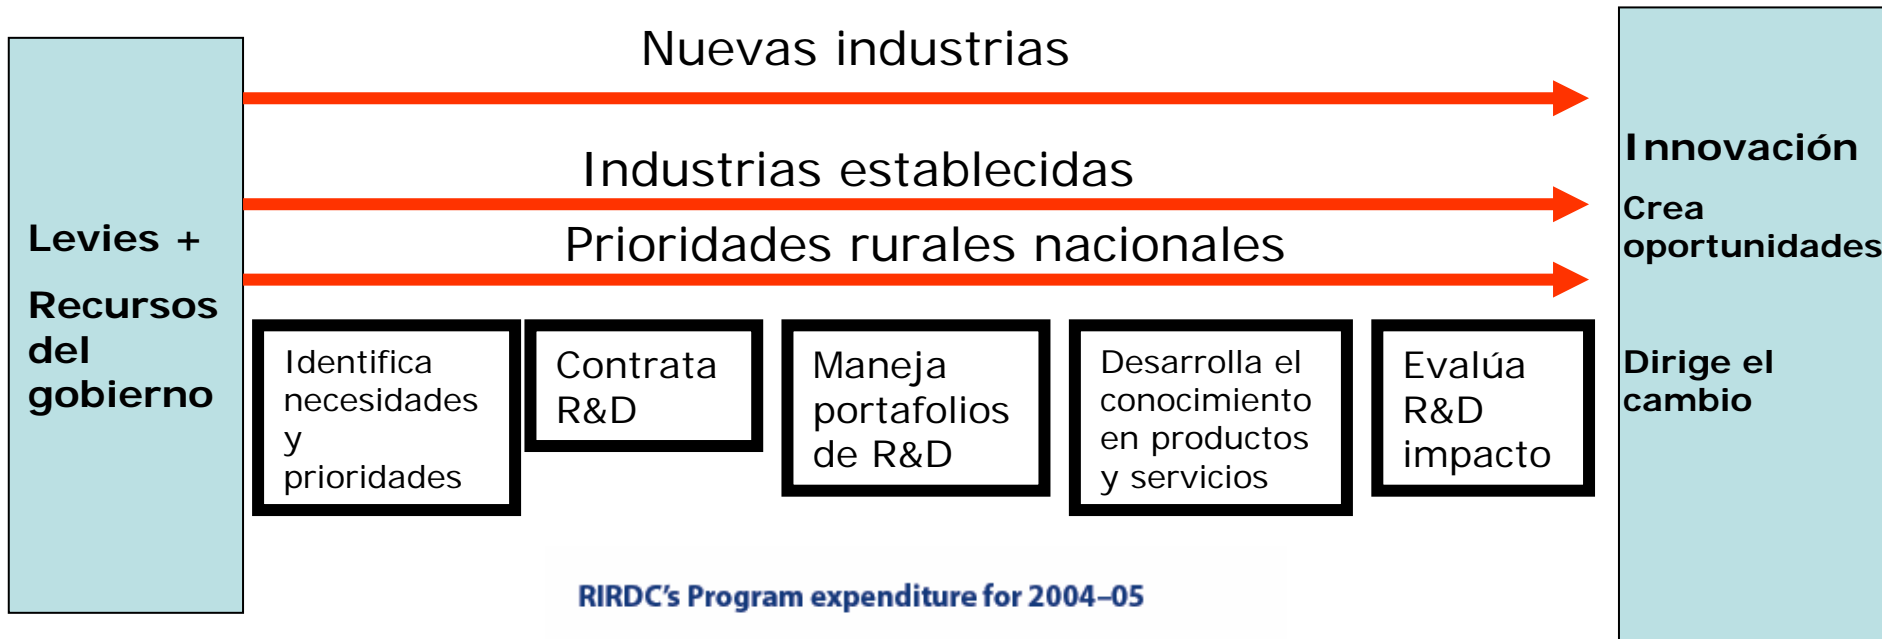 Nuevas industrias
Industrias establecidas
Prioridades rurales nacionales
Levies +
Recursos
del
gobierno
Identifica
necesidades
y
prioridades
Contrata
R&D
Maneja
portafolios
de R&D
Desarrolla el
conocimiento
en productos
y servicios
Evalúa
R&D
impacto
Innovación
Crea
oportunidades
Dirige el
cambio
RIRDC's Program expenditure for 2004–05